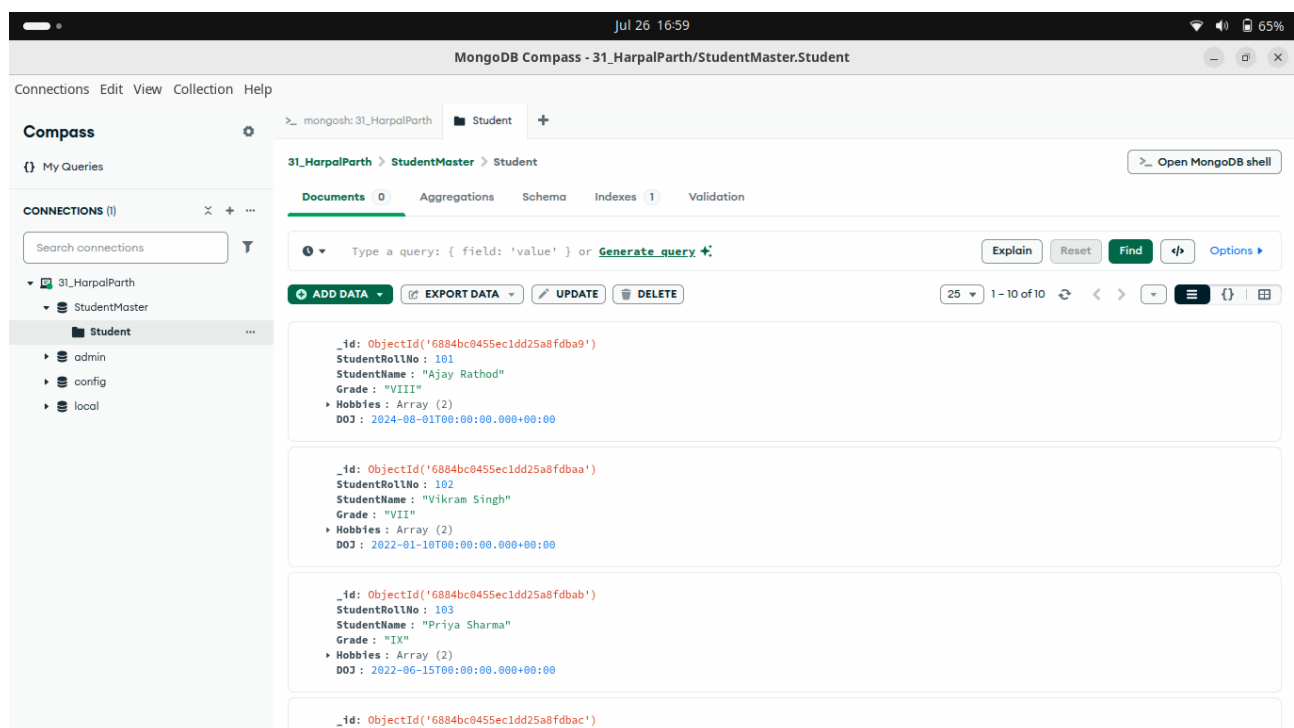 Jul 26 16:59
65%
MongoDB Compass - 31_HarpalParth/StudentMaster.Student
Connections Edit View Collection Help
Compass
{} My Queries
CONNECTIONS (1)
Search connections
31_HarpalParth
StudentMaster
Student
admin
config
local
>_ mongosh: 31_HarpalParth
Student
31_HarpalParth > StudentMaster > Student
>_ Open MongoDB shell
Documents 0 Aggregations Schema Indexes 1 Validation
Type a query: { field: 'value' } or Generate query
Explain Reset Find </> Options
ADD DATA EXPORT DATA UPDATE DELETE
25 1 – 10 of 10 {}
_id: ObjectId('6884bc0455ec1dd25a8fdba9')
StudentRollNo : 101
StudentName : "Ajay Rathod"
Grade : "VIII"
Hobbies : Array (2)
DOJ : 2024-08-01T00:00:00.000+00:00
_id: ObjectId('6884bc0455ec1dd25a8fdbaa')
StudentRollNo : 102
StudentName : "Vikram Singh"
Grade : "VII"
Hobbies : Array (2)
DOJ : 2022-01-10T00:00:00.000+00:00
_id: ObjectId('6884bc0455ec1dd25a8fdbab')
StudentRollNo : 103
StudentName : "Priya Sharma"
Grade : "IX"
Hobbies : Array (2)
DOJ : 2022-06-15T00:00:00.000+00:00
_id: ObjectId('6884bc0455ec1dd25a8fdbac')